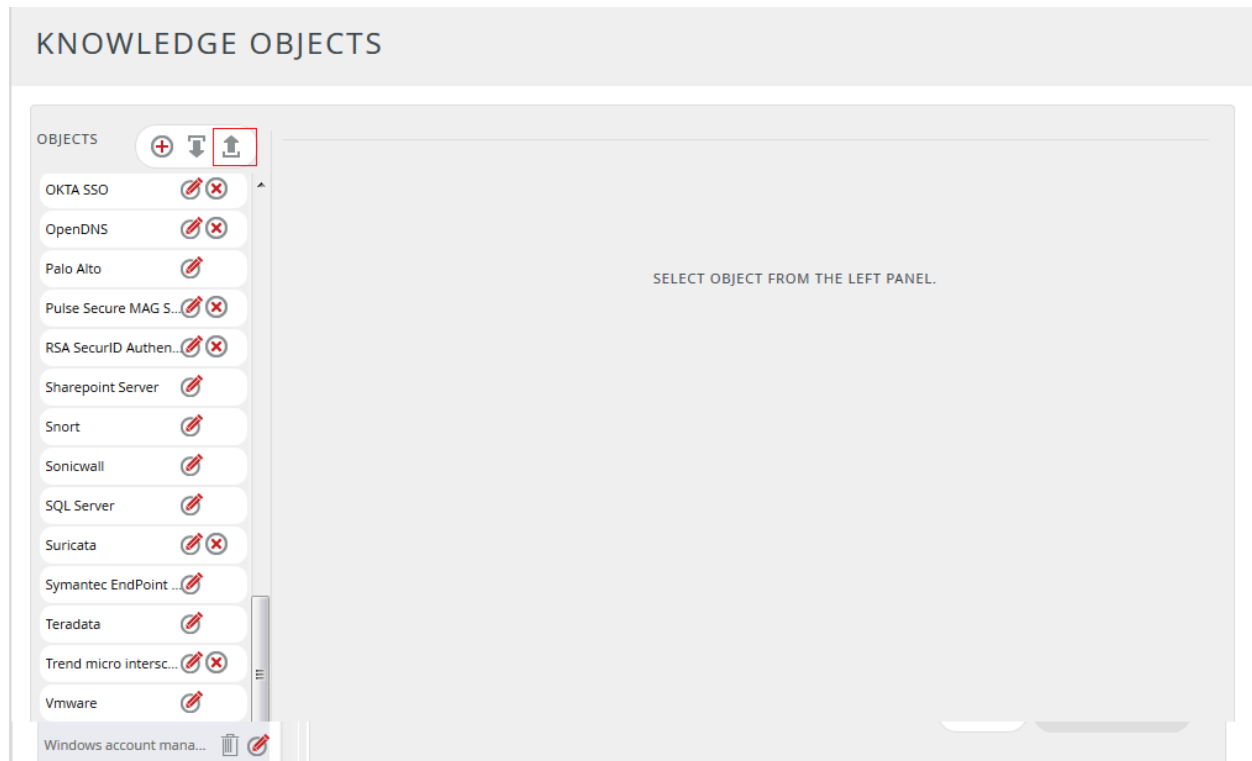 KNOWLEDGE OBJECTS
OBJECTS
OKTA SSO
OpenDNS
Palo Alto
SELECT OBJECT FROM THE LEFT PANEL.
Pulse Secure MAG S...
RSA SecurID Authen...
Sharepoint Server
Snort
Sonicwall
SQL Server
Suricata
Symantec EndPoint ...
Teradata
Trend micro intersc...
Vmware
Windows account mana...